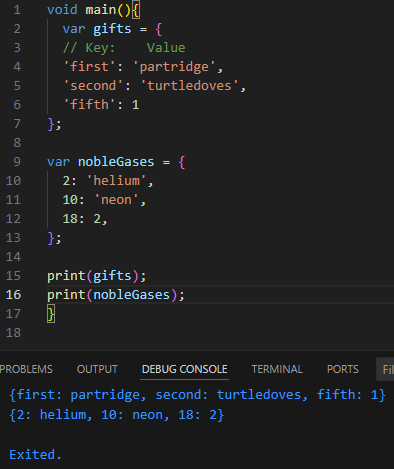 1 void main(){
2 var gifts = {
3 // Key:    Value
4 'first': 'partridge',
5 'second': 'turtledoves',
6 'fifth': 1
7 };
8
9 var nobleGases = {
10 2: 'helium',
11 10: 'neon',
12 18: 2,
13 };
14
15 print(gifts);
16 print(nobleGases);
17 }
18
PROBLEMS OUTPUT DEBUG CONSOLE TERMINAL PORTS Fil
{first: partridge, second: turtledoves, fifth: 1}
{2: helium, 10: neon, 18: 2}
Exited.